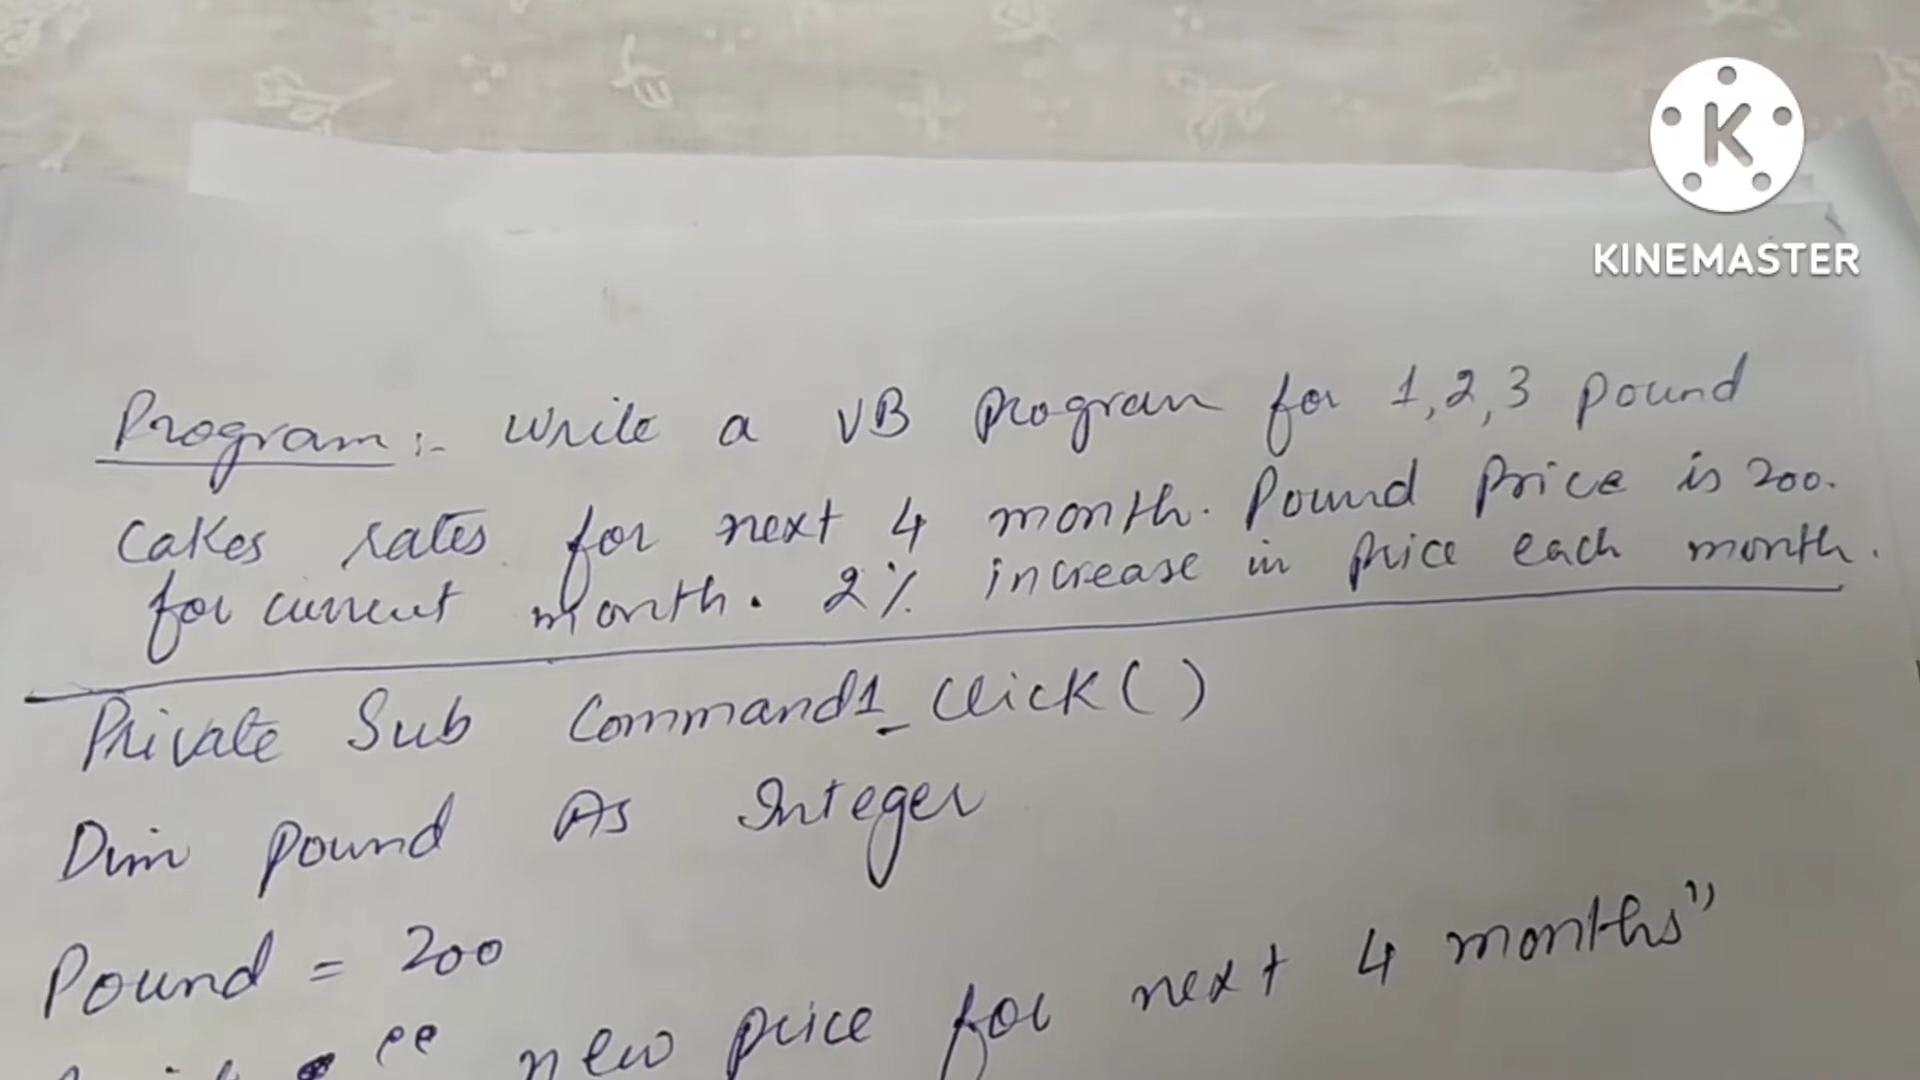 KINEMASTER
Program :- Write a VB Program for 1,2,3 pound
Cakes rates for next 4 month. Pound Price is 200.
for current month. 2% increase in price each month.
Private Sub Command1_Click()
Dim pound As Integer
Pound = 200
" new price for next 4 months"